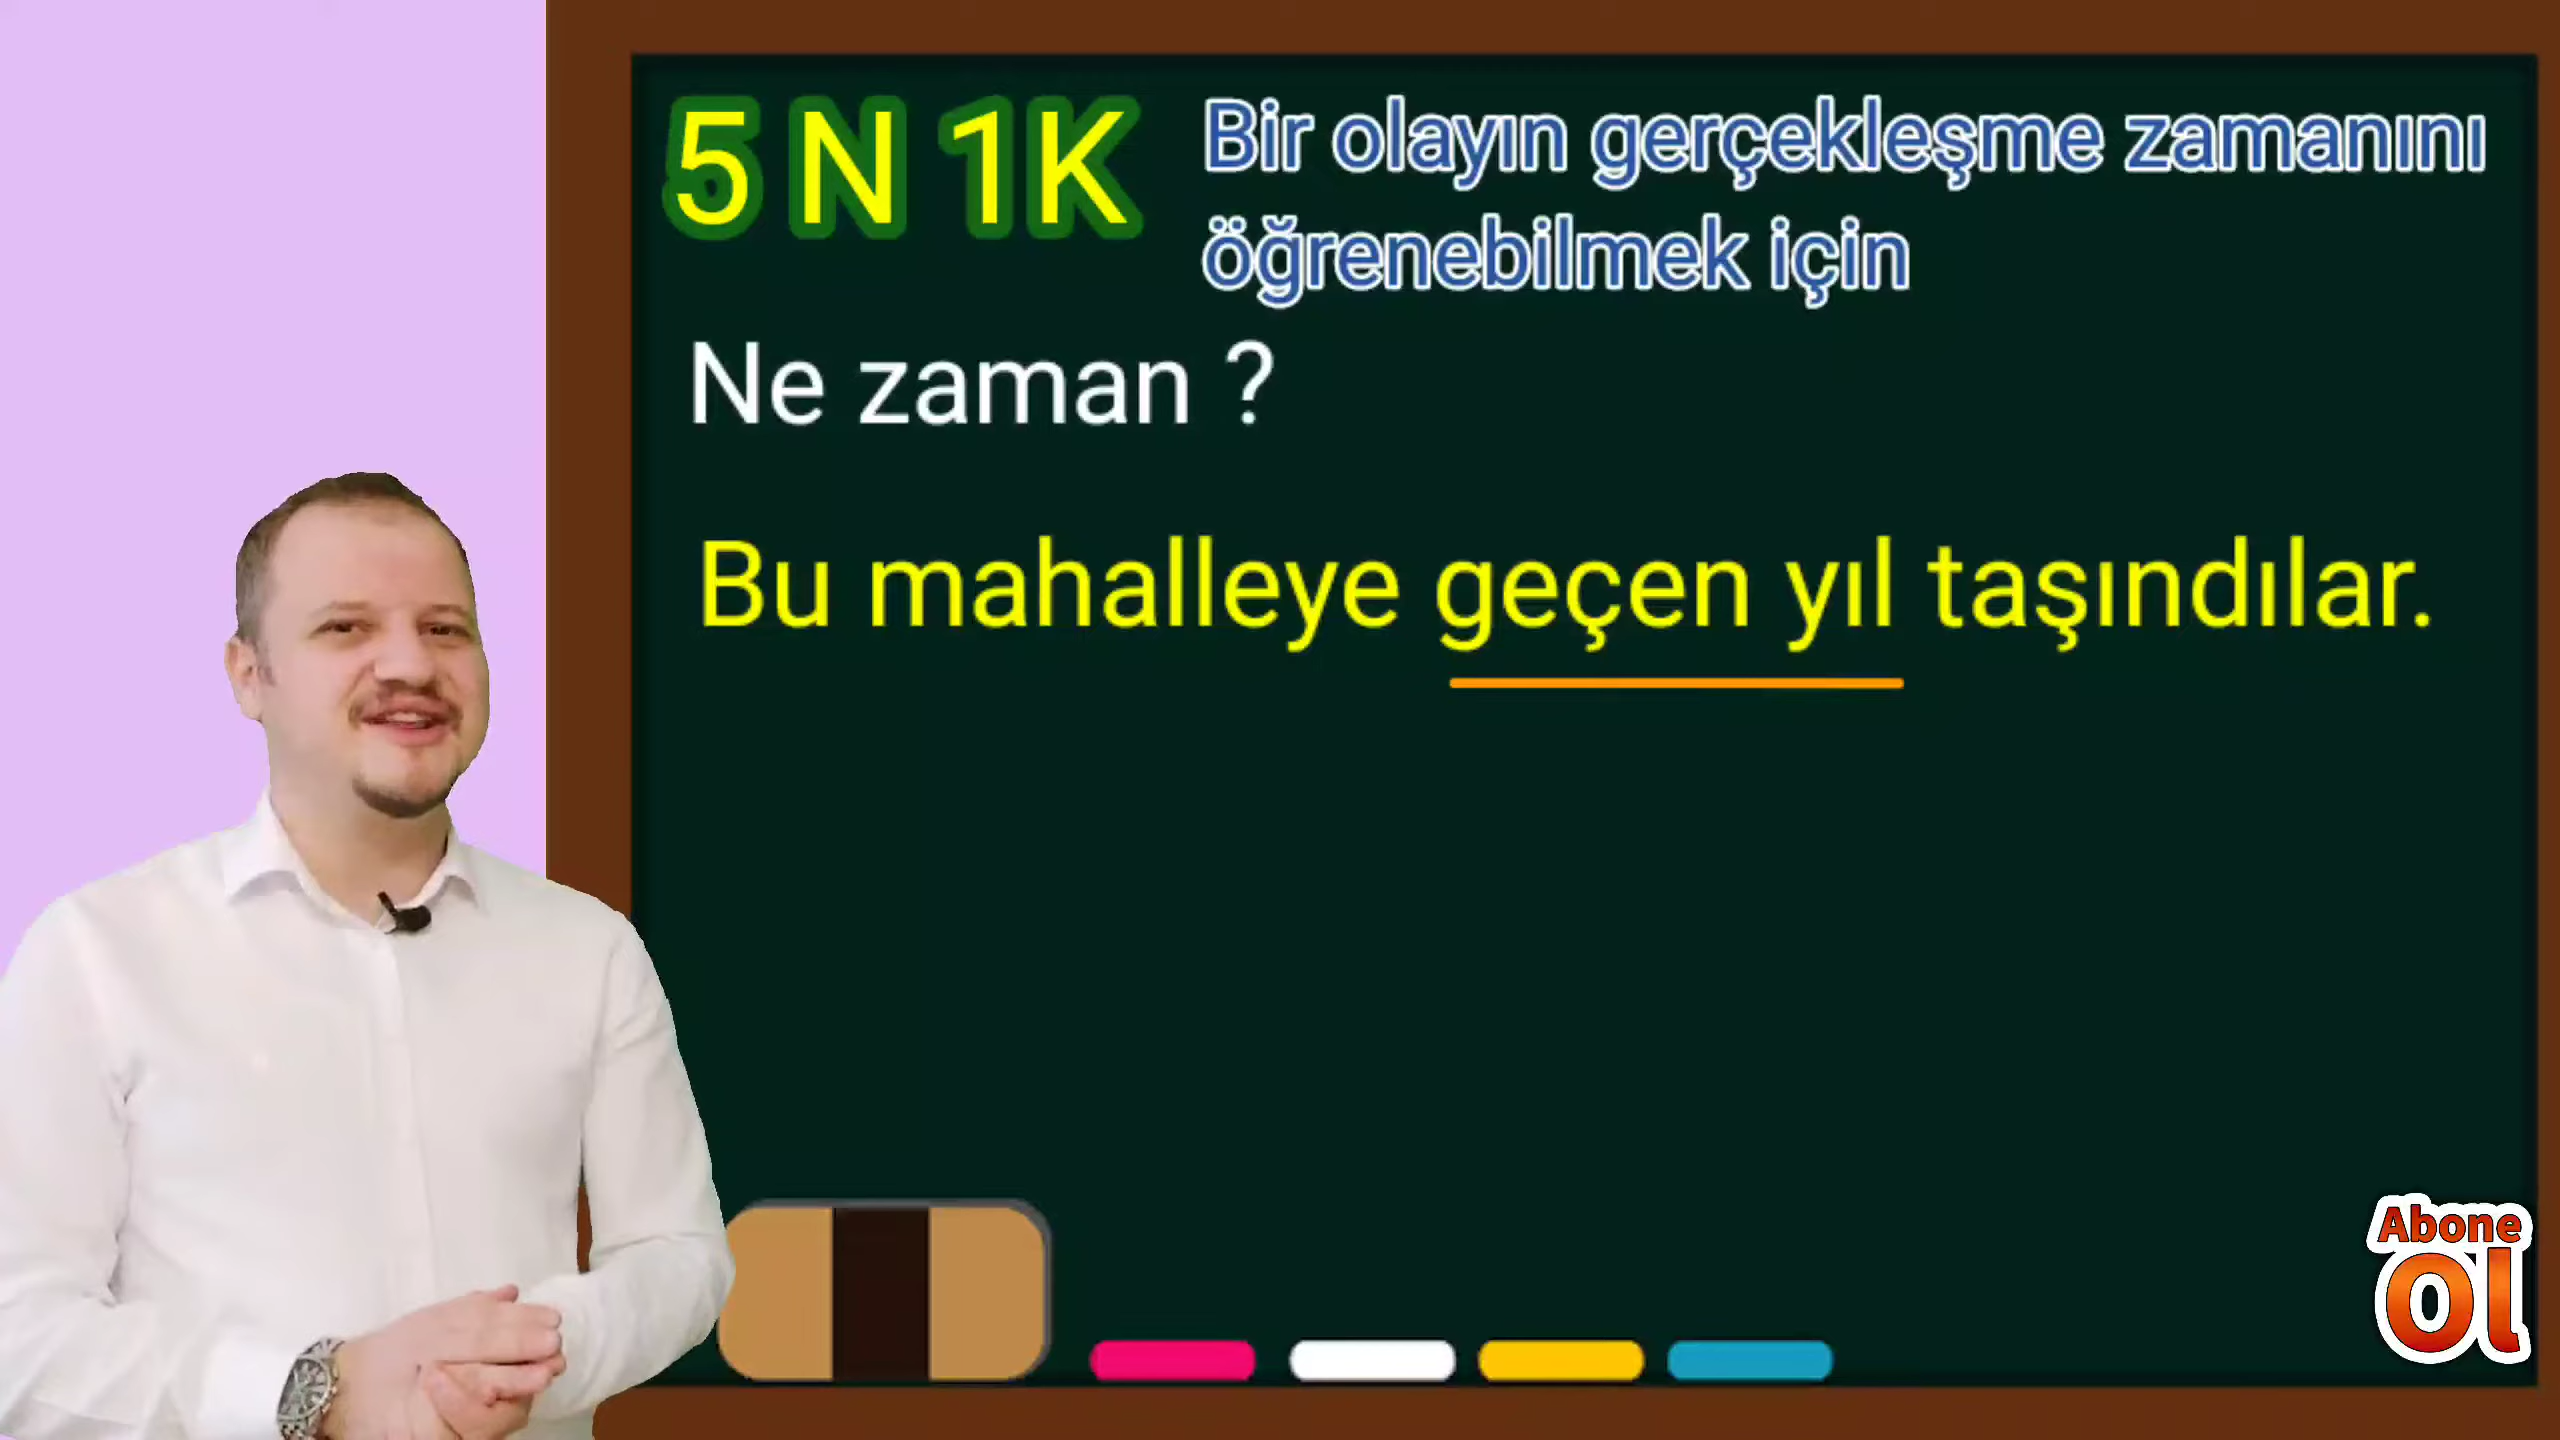 5 N 1K
Bir olayın gerçekleşme zamanını
öğrenebilmek için
Ne zaman ?
Bu mahalleye geçen yıl taşındılar.
Abone
Ol